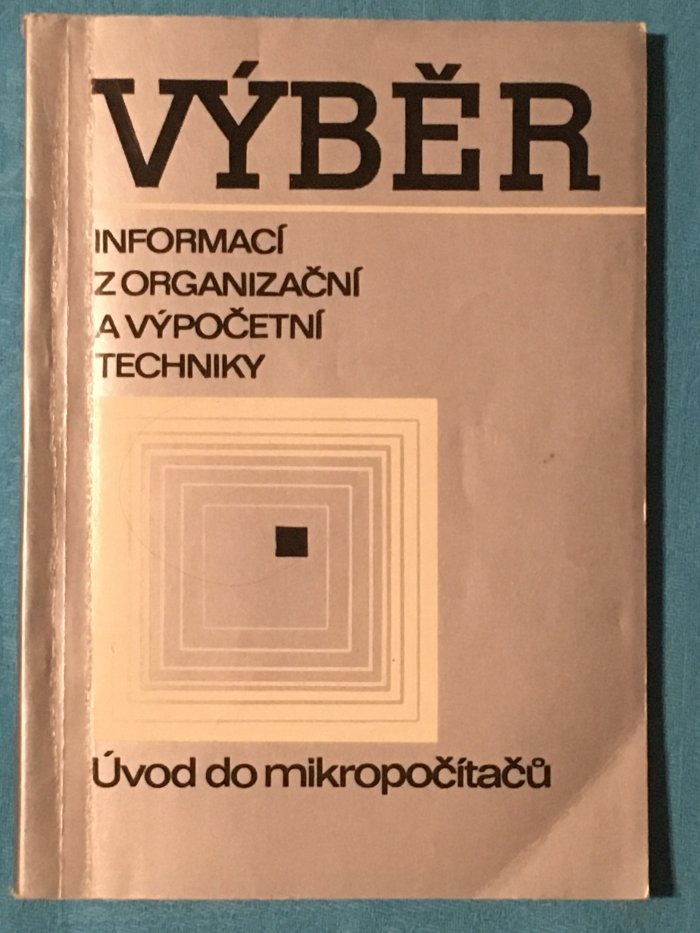 VÝBĚR
INFORMACÍ
Z ORGANIZAČNÍ
A VÝPOČETNÍ
TECHNIKY
Úvod do mikropočítačů